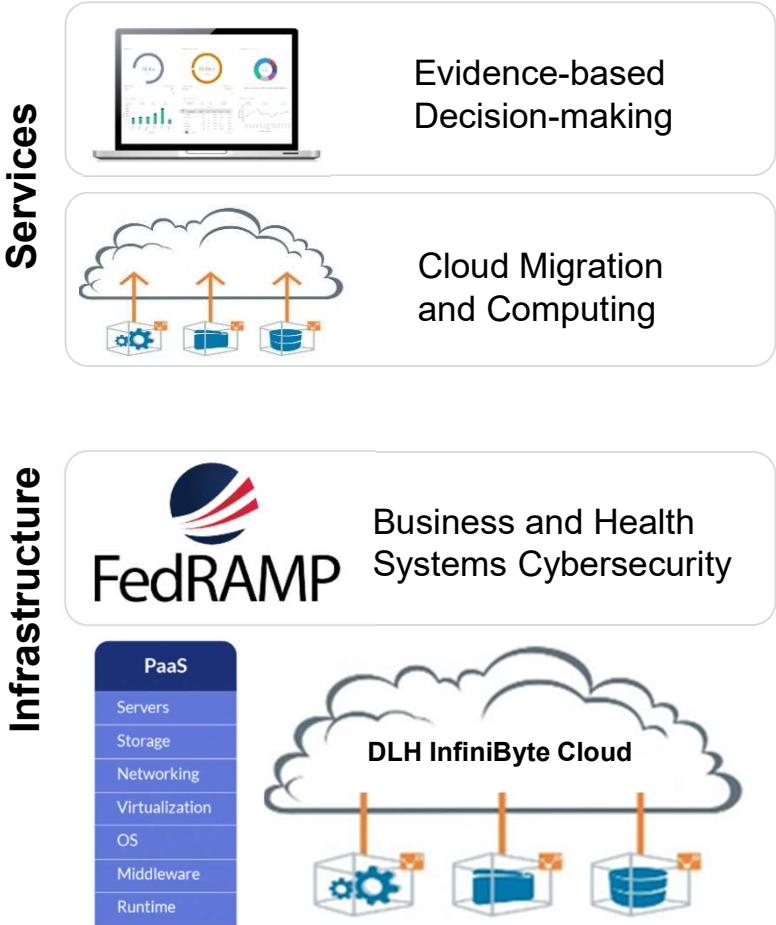 Services
Evidence-based
Decision-making
Cloud Migration
and Computing
Infrastructure
FedRAMP
Business and Health
Systems Cybersecurity
PaaS
Servers
Storage
Networking
Virtualization
OS
Middleware
Runtime
DLH InfiniByte Cloud